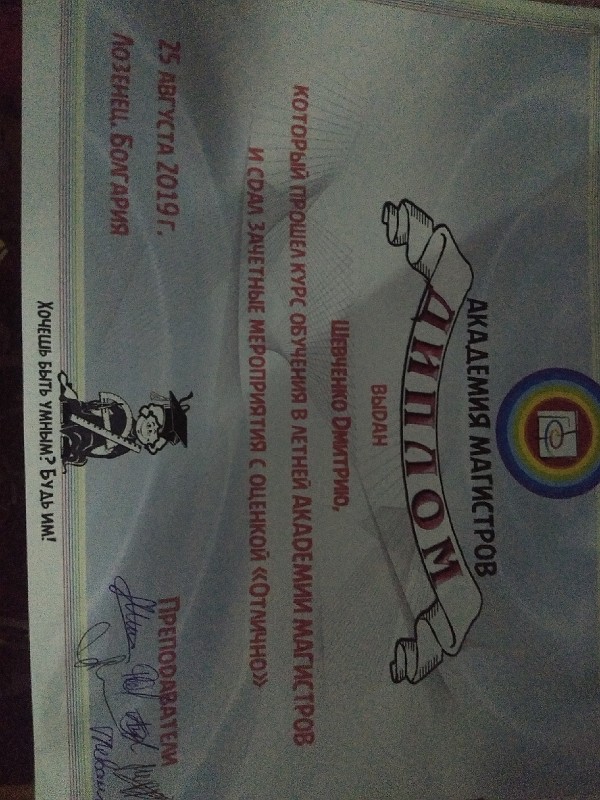 АКАДЕМИЯ МАГИСТРОВ
ДИПЛОМ
ВЫДАН
ШЕВЧЕНКО ДМИТРИЮ,
КОТОРЫЙ ПРОШЕЛ КУРС ОБУЧЕНИЯ В ЛЕТНЕЙ АКАДЕМИИ МАГИСТРОВ
И СДАЛ ЗАЧЕТНЫЕ МЕРОПРИЯТИЯ С ОЦЕНКОЙ «ОТЛИЧНО»
25 АВГУСТА 2019 Г.
ЛОЗЕНЕЦ, БОЛГАРИЯ
ПРЕПОДАВАТЕЛИ
ХОЧЕШЬ БЫТЬ УМНЫМ? БУДЬ ИМ!